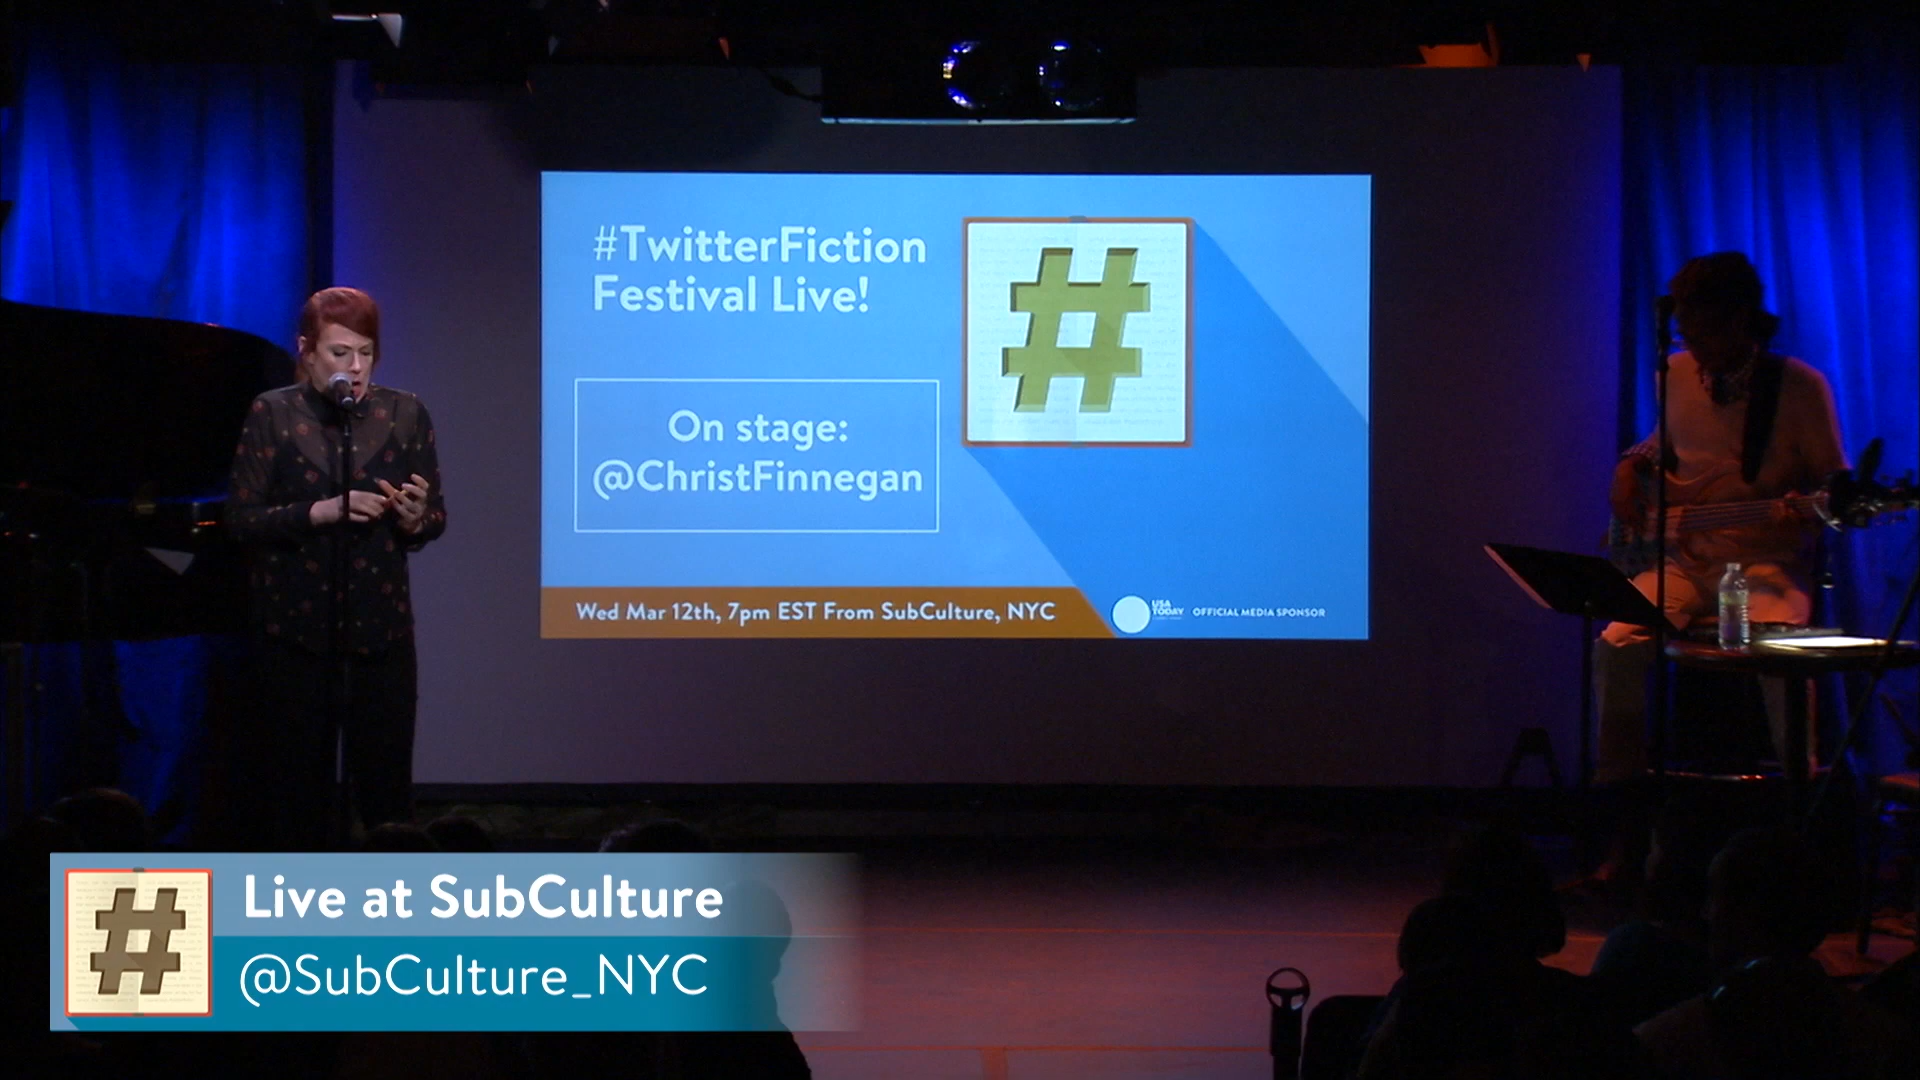 #TwitterFiction
Festival Live!
On stage:
@ChristFinnegan
Wed Mar 12th, 7pm EST From SubCulture, NYC
USA
TODAY
OFFICIAL MEDIA SPONSOR
Live at SubCulture
@SubCulture_NYC